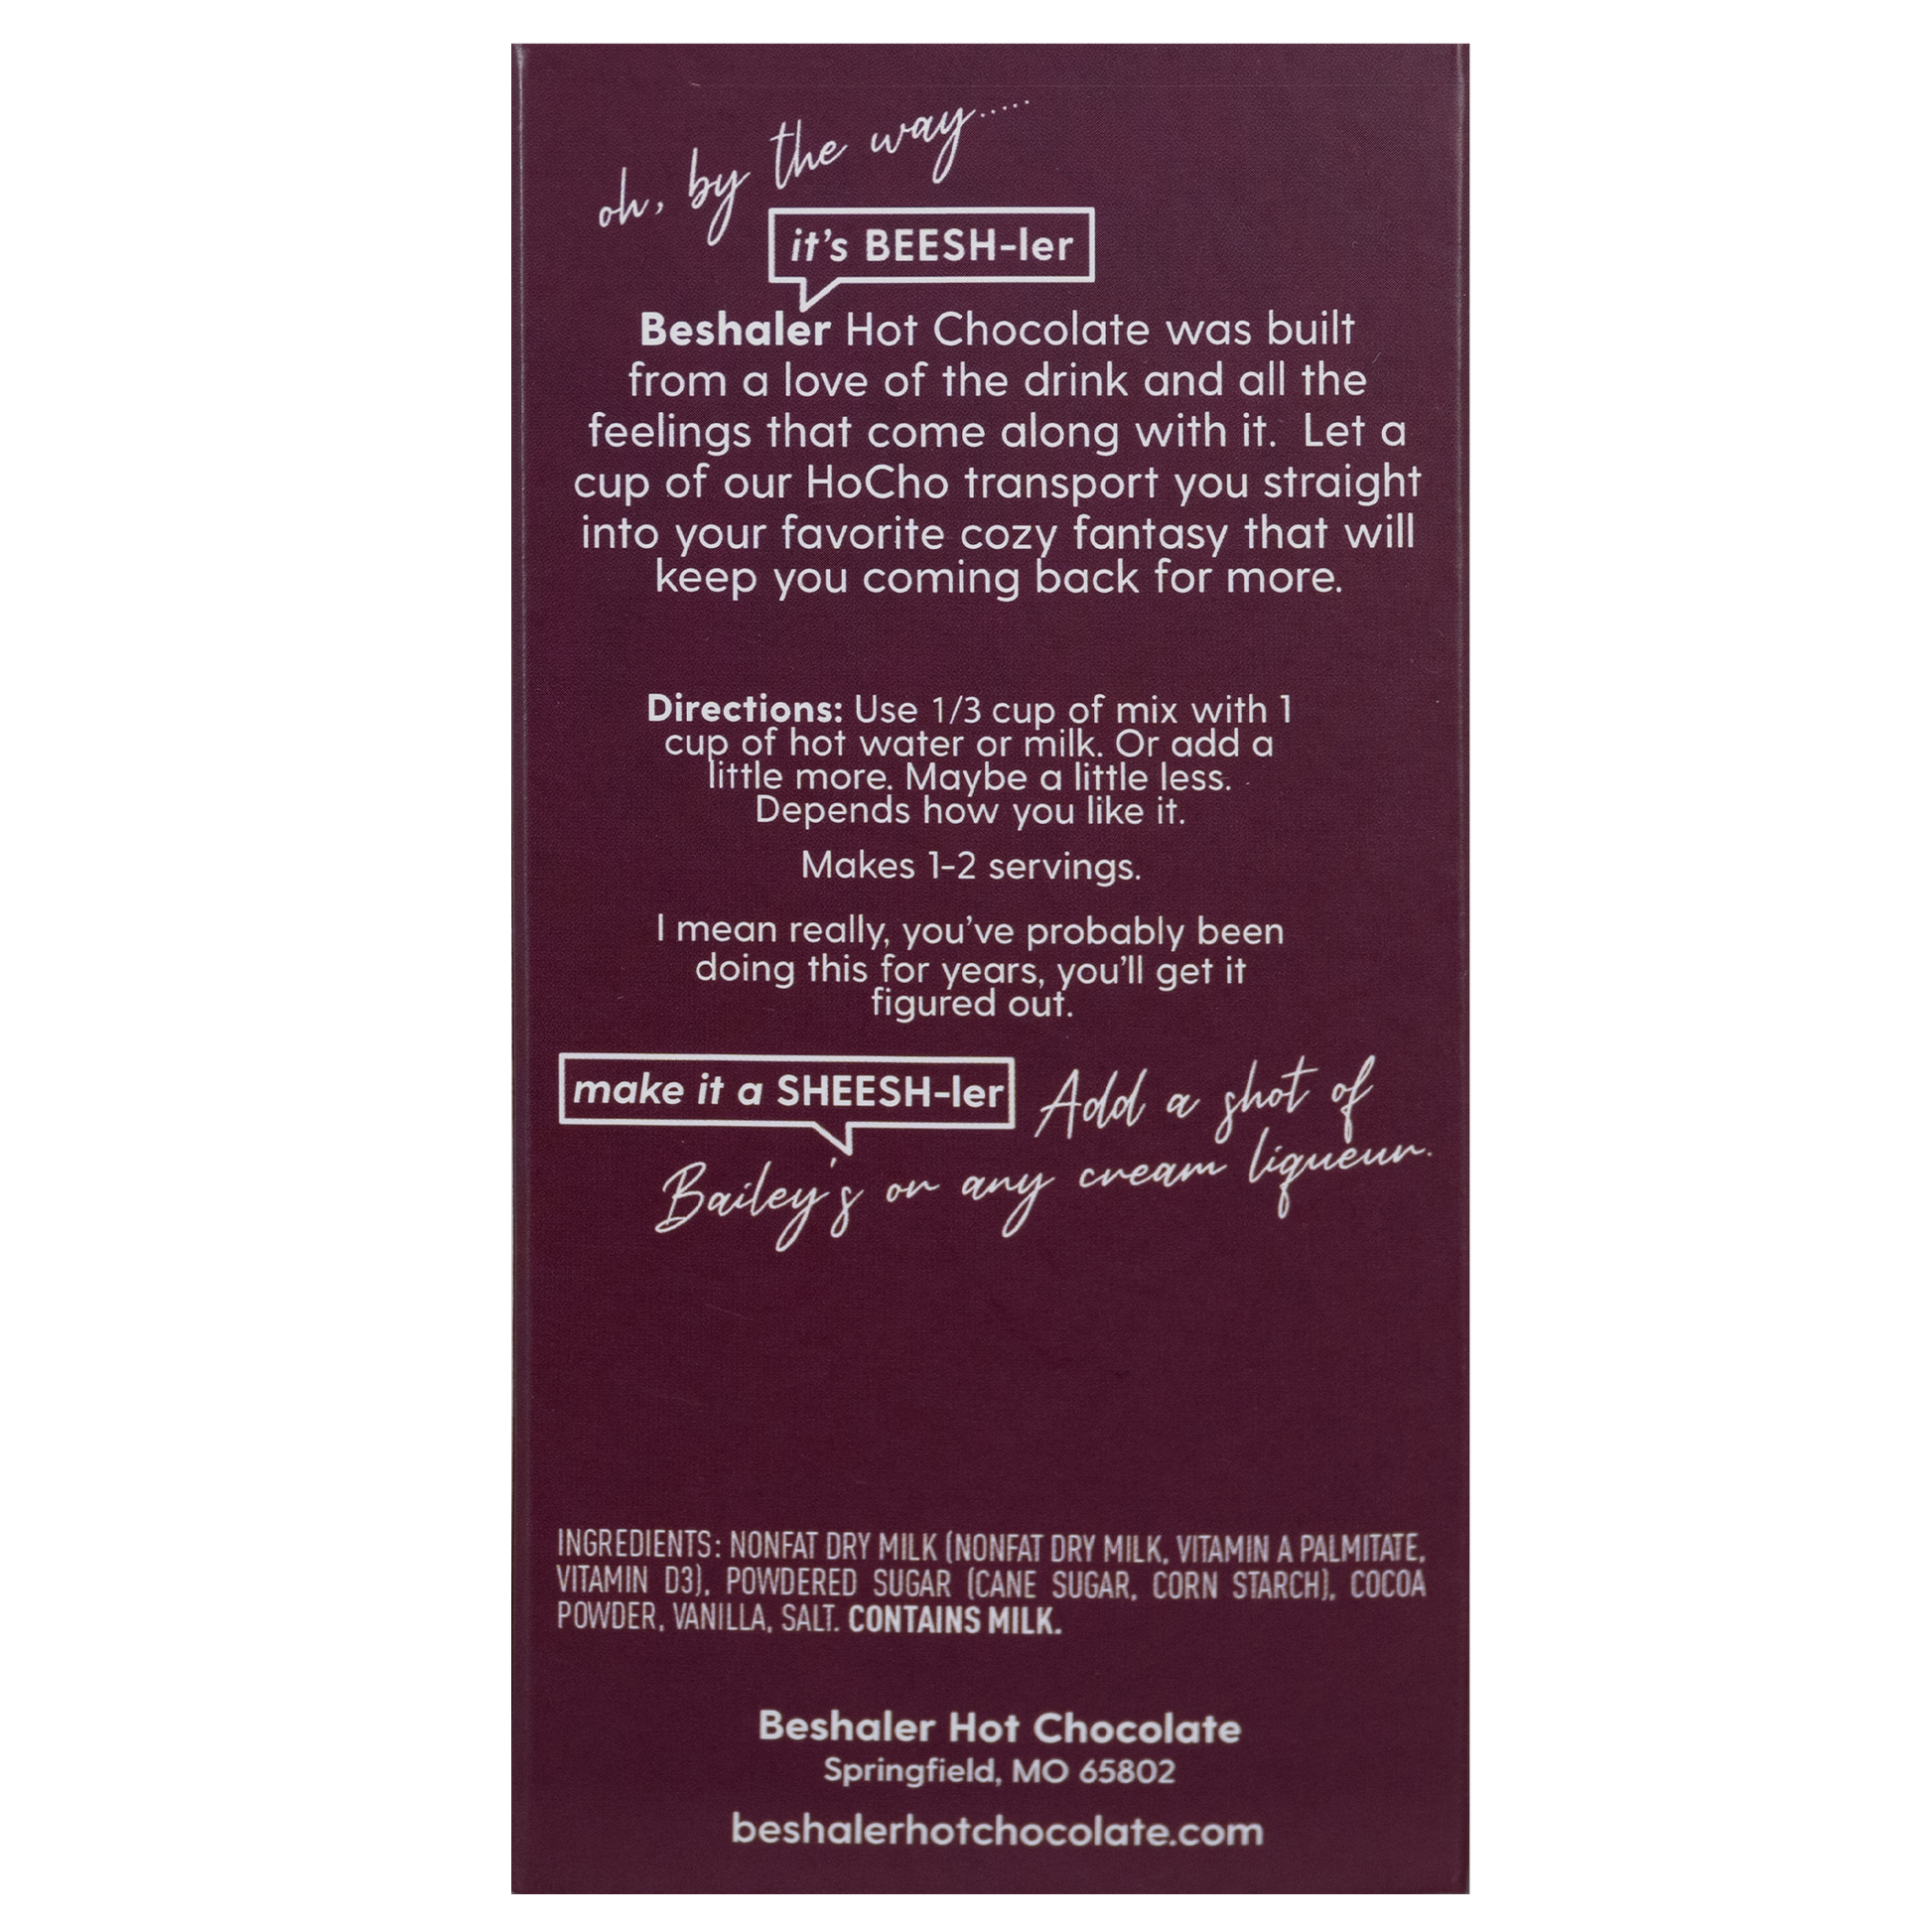 oh, by the way.....
it's BEESH-ler
Beshaler Hot Chocolate was built
from a love of the drink and all the
feelings that come along with it. Let a
cup of our HoCho transport you straight
into your favorite cozy fantasy that will
keep you coming back for more.
Directions: Use 1/3 cup of mix with 1
cup of hot water or milk. Or add a
little more. Maybe a little less.
Depends how you like it.
Makes 1-2 servings.
I mean really, you've probably been
doing this for years, you'll get it
figured out.
make it a SHEESH-ler Add a shot of
Bailey's or any cream liqueur.
INGREDIENTS: NONFAT DRY MILK (NONFAT DRY MILK, VITAMIN A PALMITATE,
VITAMIN D3), POWDERED SUGAR (CANE SUGAR, CORN STARCH), COCOA
POWDER, VANILLA, SALT. CONTAINS MILK.
Beshaler Hot Chocolate
Springfield, MO 65802
beshalerhotchocolate.com